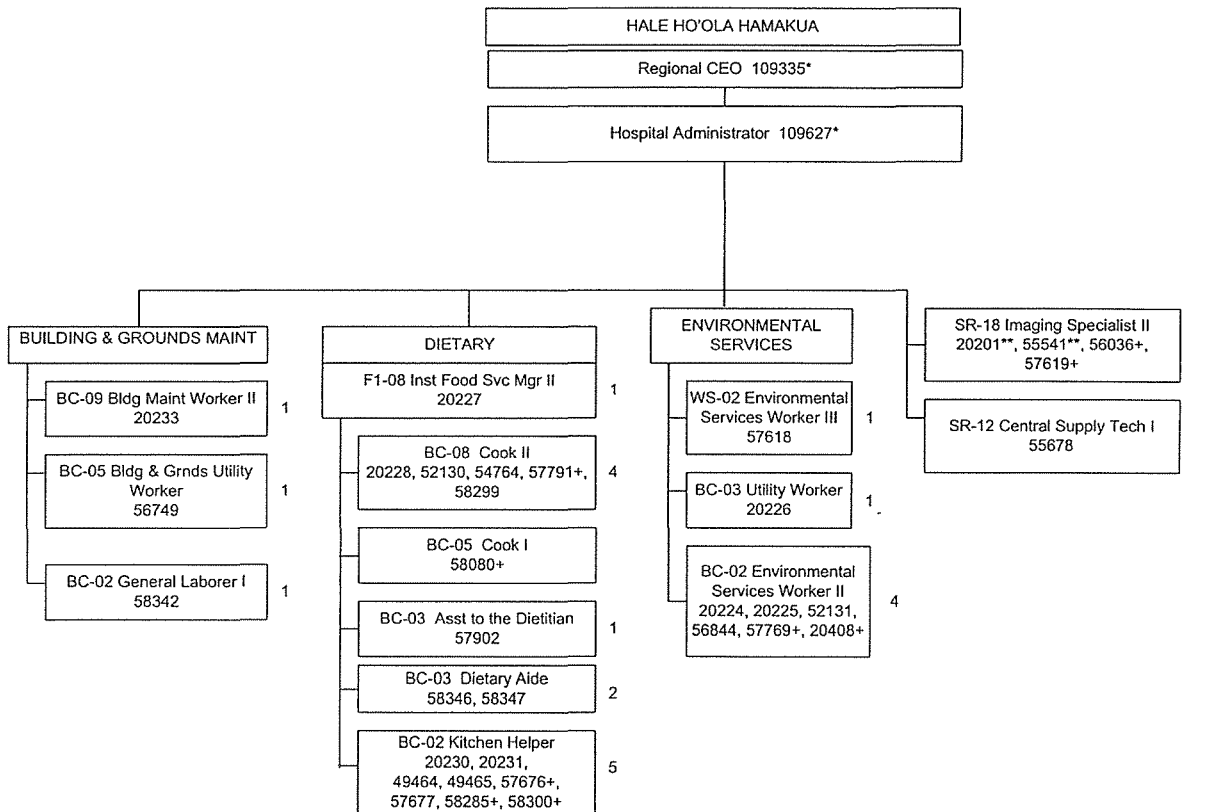 HALE HO'OLA HAMAKUA
Regional CEO 109335*
Hospital Administrator 109627*
BUILDING & GROUNDS MAINT
BC-09 Bldg Maint Worker II
20233
1
BC-05 Bldg & Grnds Utility
Worker
56749
1
BC-02 General Laborer I
58342
1
DIETARY
F1-08 Inst Food Svc Mgr II
20227
1
BC-08 Cook II
20228, 52130, 54764, 57791+,
58299
4
BC-05 Cook I
58080+
BC-03 Asst to the Dietitian
57902
1
BC-03 Dietary Aide
58346, 58347
2
BC-02 Kitchen Helper
20230, 20231,
49464, 49465, 57676+,
57677, 58285+, 58300+
5
ENVIRONMENTAL
SERVICES
WS-02 Environmental
Services Worker III
57618
1
BC-03 Utility Worker
20226
1
BC-02 Environmental
Services Worker II
20224, 20225, 52131,
56844, 57769+, 20408+
4
SR-18 Imaging Specialist II
20201**, 55541**, 56036+,
57619+
SR-12 Central Supply Tech I
55678